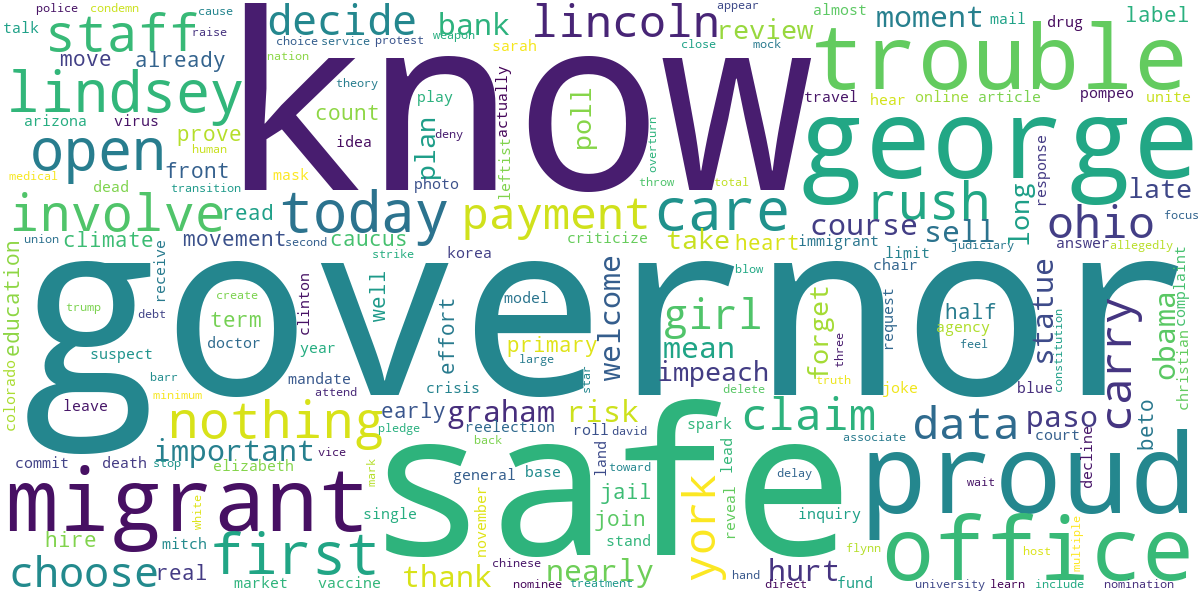 police
condemn
cause
talk
staff
raise
decide
bank
lincoln
appear
review
almost
moment
mail
drug
label
choice
service
protest
weapon
sarah
close
mock
know
trouble
move
already
nation
lindsey
theory
count
play
actually
poll
travel
hear
online
article
pompeo
unite
arizona
virus
prove
human
idea
plan
deny
leftist
overturn
george
open
front
medical
dead
transition
mask
photo
throw
total
rush
long
response
late
focus
involve
read
today
payment
care
course
sell
ohio
union
climate
movement
second
caucus
criticize
take
heart
immigrant
limit
judiciary
answer
allegedly
strike
korea
blow
chair
education
colorado
receive
debt
governor
trump
create
term
doctor
clinton
well
effort
model
primary
large
welcome
girl
mean
forget
three
request
half
agency
feel
statue
constitution
carry
obama
complaint
christian
suspect
year
barr
minimum
mandate
attend
crisis
star
impeach
delete
truth
joke
blue
leave
nothing
early
graham
reelection
pledge
back
risk
roll
david
spark
claim
data
associate
court
paso
beto
important
commit
death
stop
vice
elizabeth
mark
safe
general
base
land
toward
lead
reveal
delay
decline
wait
proud
migrant
white
single
november
jail
join
stand
york
inquiry
hire
mitch
first
office
flynn
host
multiple
choose
real
market
vaccine
thank
chinese
nominee
treatment
nearly
hand
direct
hurt
fund
university
learn
include
nomination